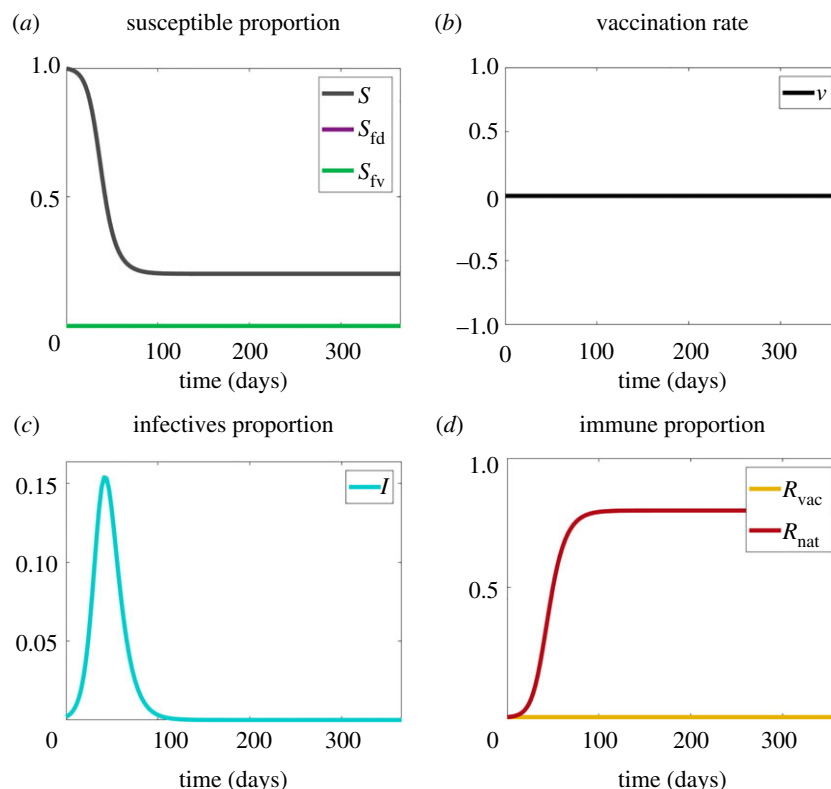 (a) susceptible proportion
1.0
0.5
0
100 200 300
time (days)
S
S_fd
S_fv
(b) vaccination rate
1.0
0.5
0
–0.5
–1.0
0 100 200 300
time (days)
v
(c) infectives proportion
0.15
0.10
0.05
0 100 200 300
time (days)
I
(d) immune proportion
1.0
0.5
0 100 200 300
time (days)
R_vac
R_nat